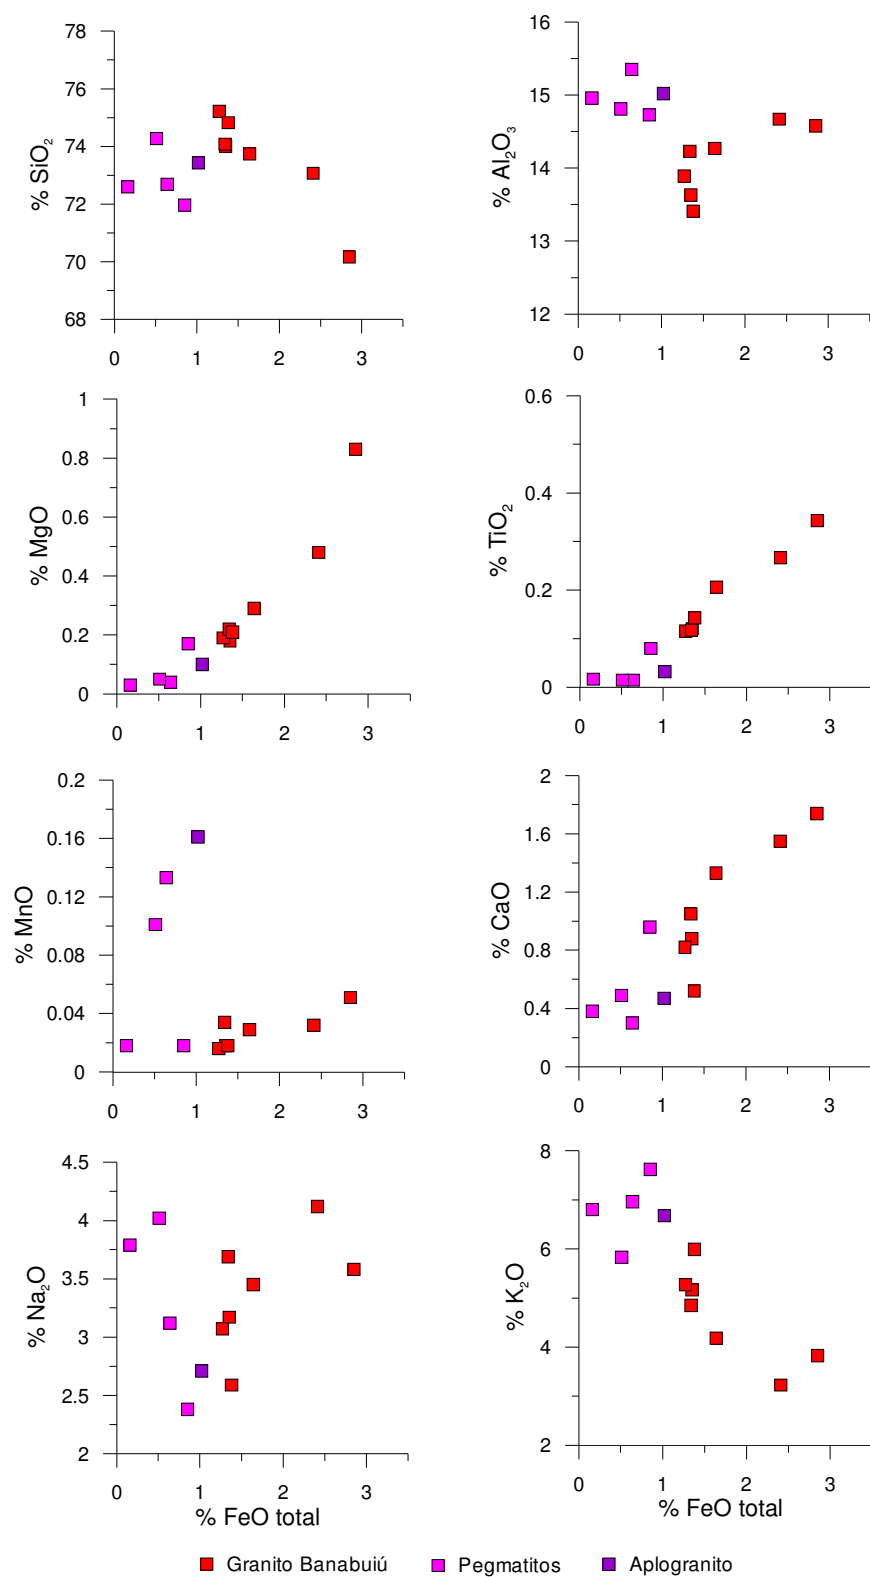 78
76
74
72
70
68
% SiO₂
0 1 2 3
16
15
14
13
12
% Al₂O₃
0 1 2 3
1
0.8
0.6
0.4
0.2
0
% MgO
0 1 2 3
0.6
0.4
0.2
0
% TiO₂
0 1 2 3
0.2
0.16
0.12
0.08
0.04
0
% MnO
0 1 2 3
2
1.6
1.2
0.8
0.4
0
% CaO
0 1 2 3
4.5
4
3.5
3
2.5
2
% Na₂O
0 1 2 3
% FeO total
8
6
4
2
% K₂O
0 1 2 3
% FeO total
Granito Banabuiú Pegmatitos Aplogranito